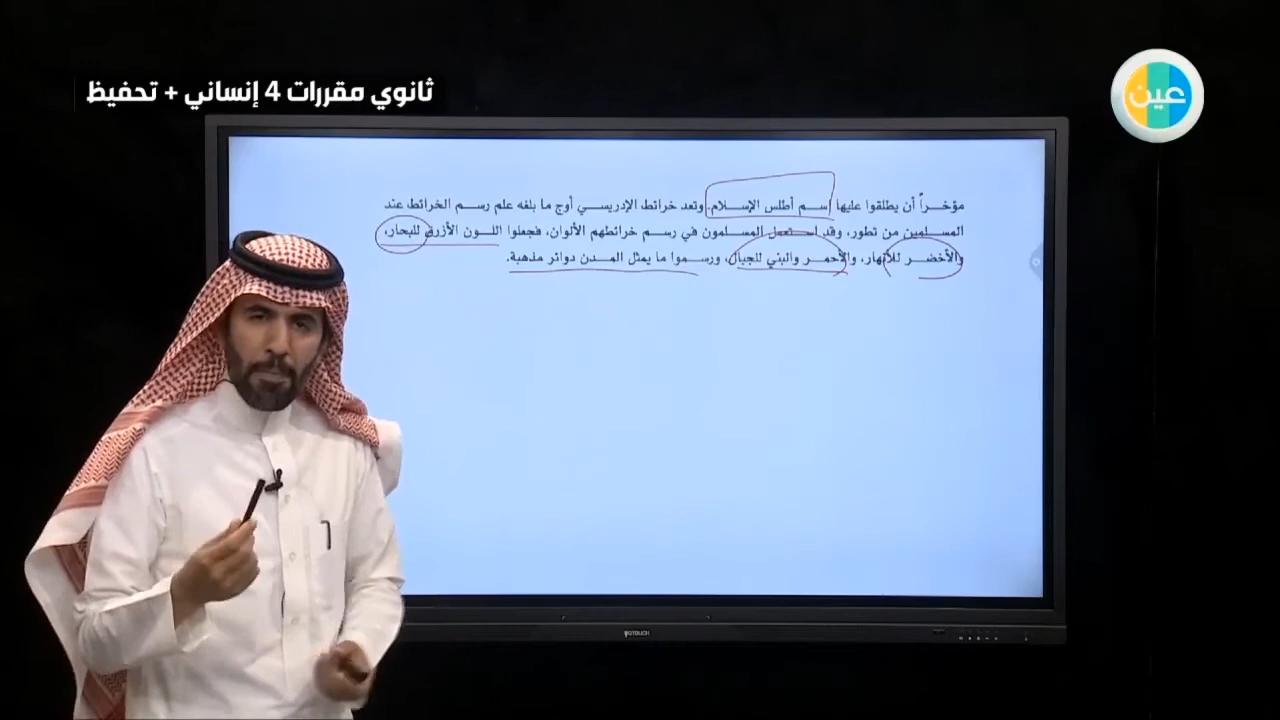 ثانوي مقررات 4 إنساني + تحفيظ
عين
مؤخراً أن يطلقوا عليها إسم أطلس الإسلام. وتعد خرائط الإدريسي أوج ما بلغه علم رسم الخرائط عند
المسلمين من تطور، وقد استعمل المسلمون في رسم خرائطهم الألوان، فجعلوا اللون الأزرق للبحار،
والأخضر للأنهار، والأحمر والبني للجبال، ورسموا ما يمثل المدن دوائر مذهبة.